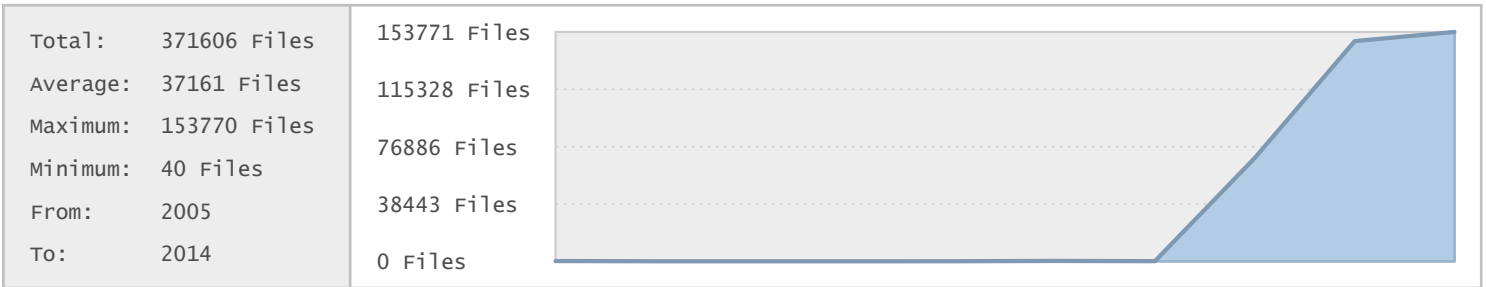 Total: 371606 Files
Average: 37161 Files
Maximum: 153770 Files
Minimum: 40 Files
From: 2005
To: 2014
153771 Files
115328 Files
76886 Files
38443 Files
0 Files